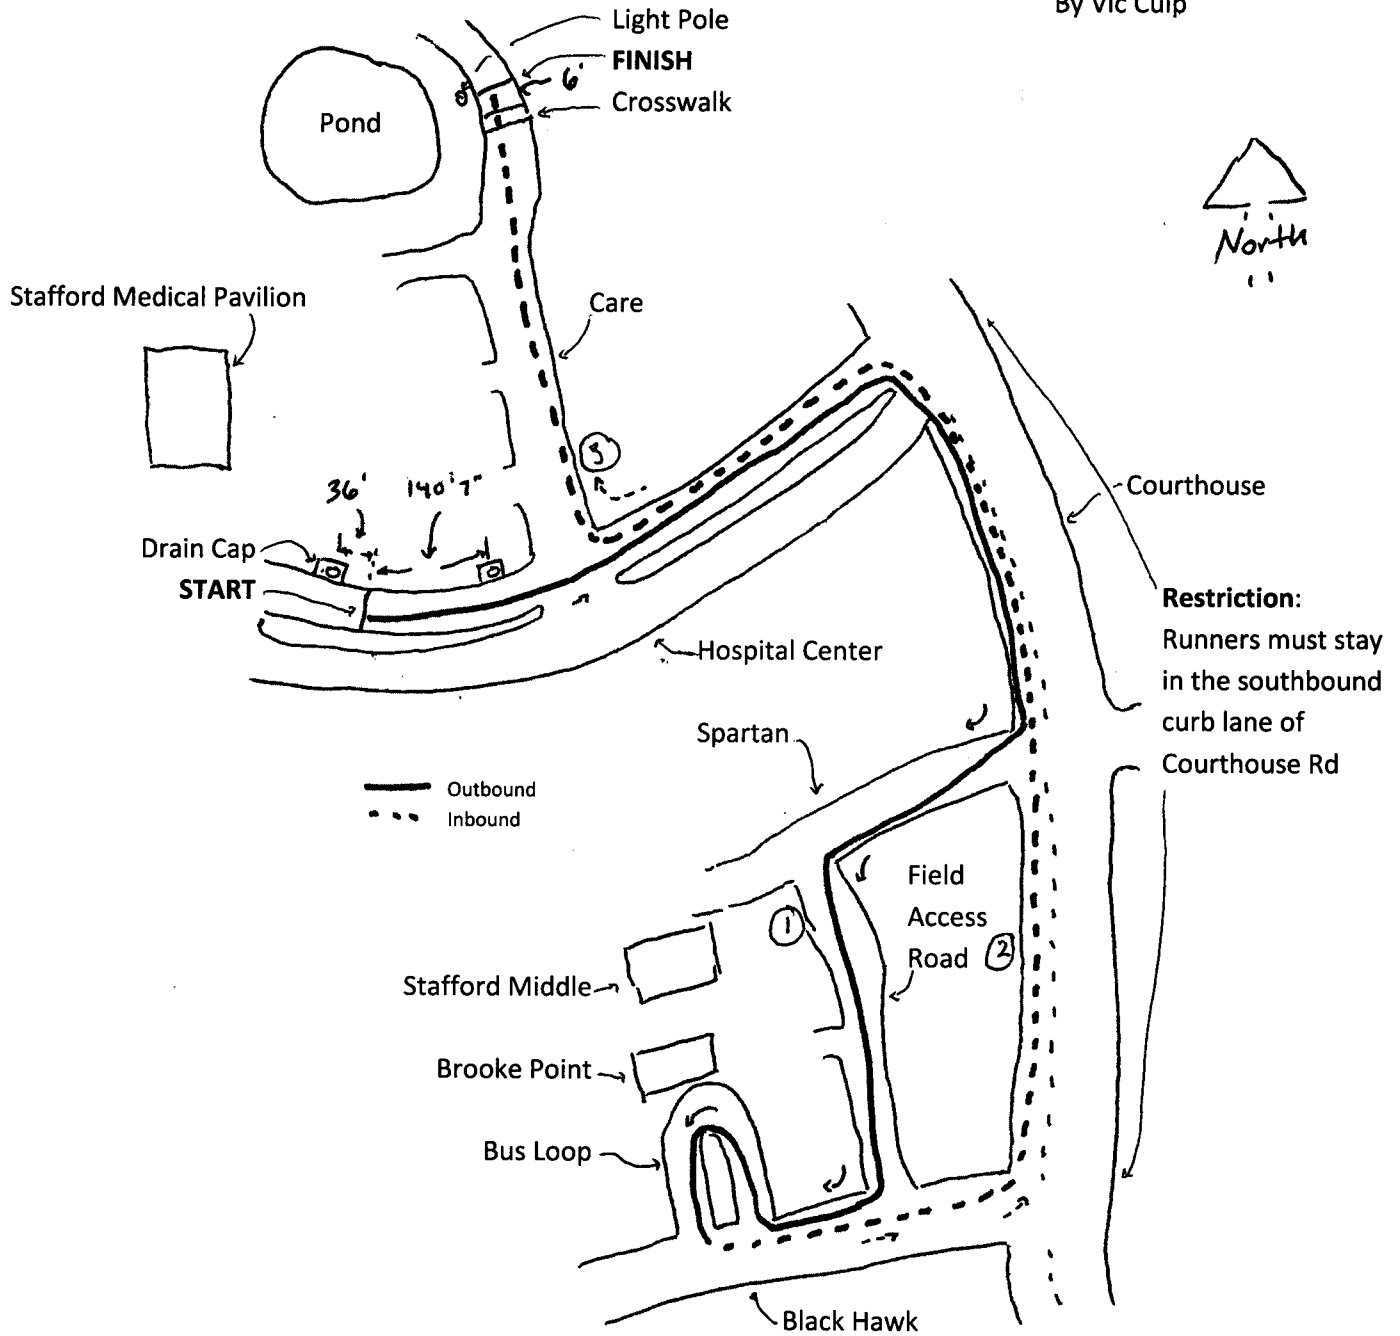 By Vic Culp
Light Pole
FINISH
6'
Crosswalk
Pond
North
Stafford Medical Pavilion
Care
3
36'
140'7"
Courthouse
Drain Cap
START
Restriction:
Runners must stay
in the southbound
curb lane of
Courthouse Rd
Hospital Center
Spartan
Outbound
Inbound
Field
Access
Road
1
2
Stafford Middle
Brooke Point
Bus Loop
Black Hawk